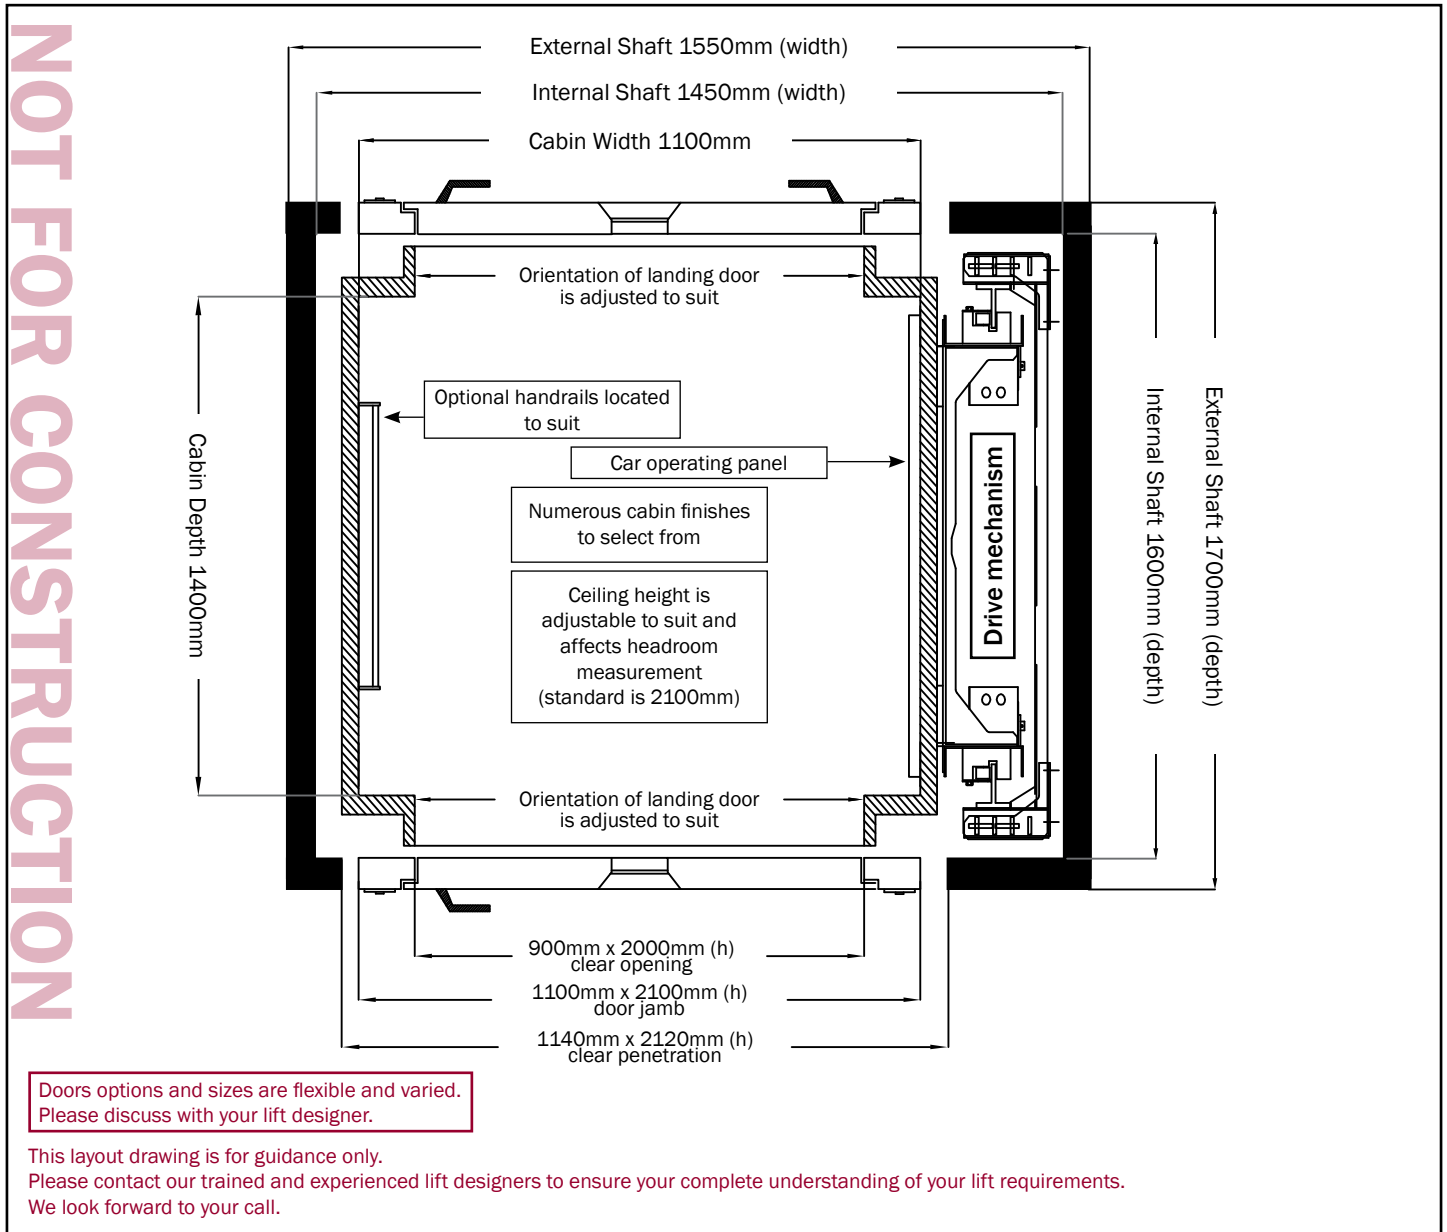 NOT FOR CONSTRUCTION
External Shaft 1550mm (width)
Internal Shaft 1450mm (width)
Cabin Width 1100mm
Orientation of landing door
is adjusted to suit
Optional handrails located
to suit
Car operating panel
Numerous cabin finishes
to select from
Ceiling height is
adjustable to suit and
affects headroom
measurement
(standard is 2100mm)
Cabin Depth 1400mm
Drive mechanism
Internal Shaft 1600mm (depth)
External Shaft 1700mm (depth)
Orientation of landing door
is adjusted to suit
900mm x 2000mm (h)
clear opening
1100mm x 2100mm (h)
door jamb
1140mm x 2120mm (h)
clear penetration
Doors options and sizes are flexible and varied.
Please discuss with your lift designer.
This layout drawing is for guidance only.
Please contact our trained and experienced lift designers to ensure your complete understanding of your lift requirements.
We look forward to your call.